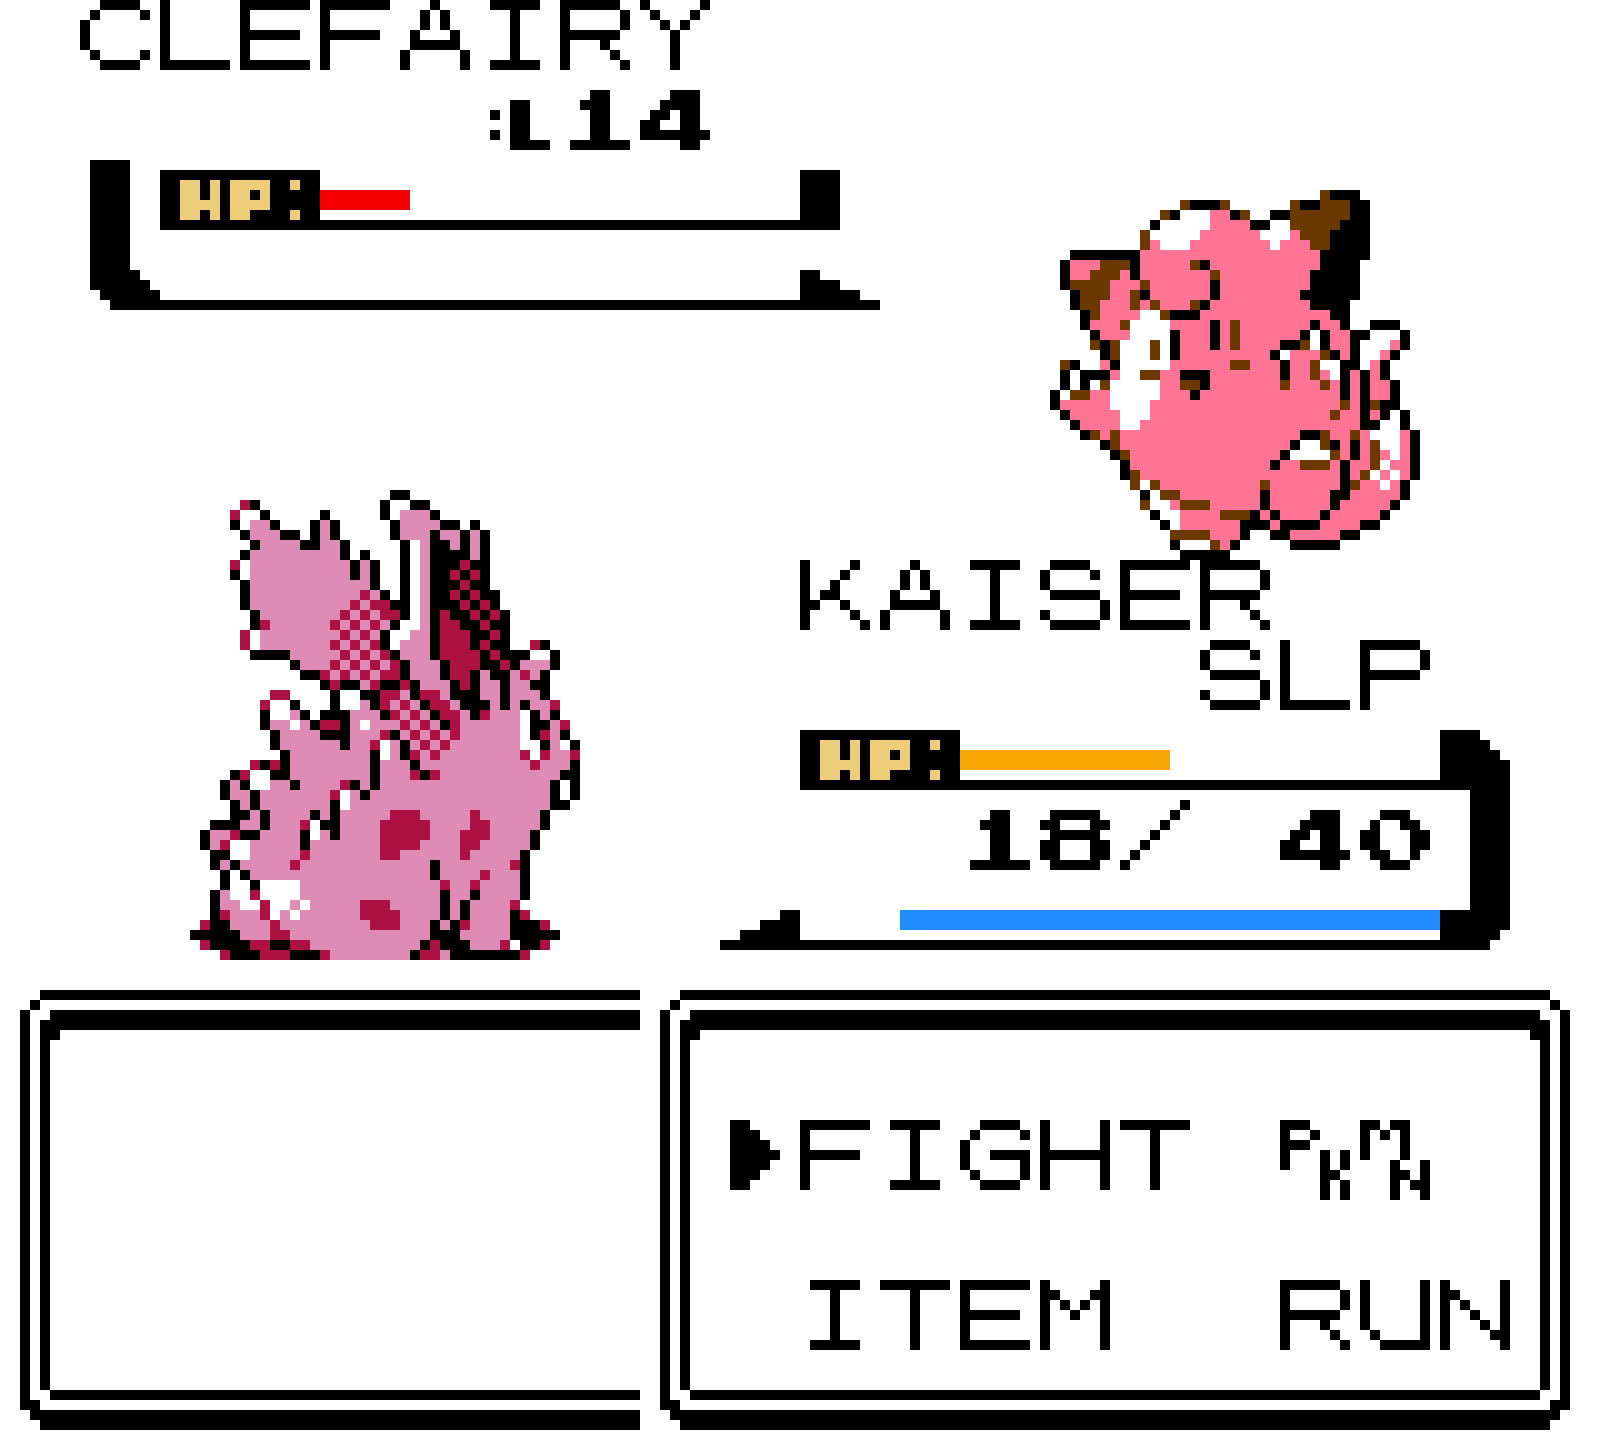 CLEFAIRY
:L14
HP:
KAISER
SLP
HP:
18/ 40
▶FIGHT PKMN
ITEM RUN